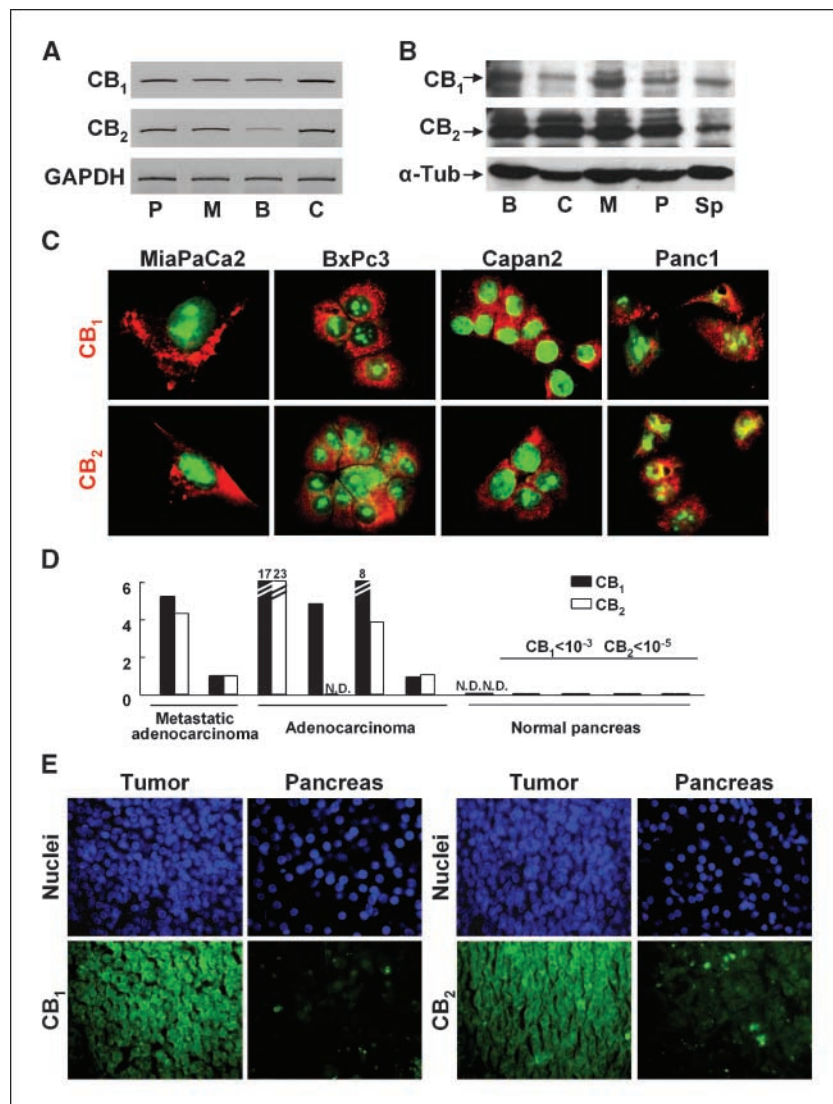 A
CB1
CB2
GAPDH
P M B C
B
CB1
CB2
α-Tub
B C M P Sp
C
MiaPaCa2 BxPc3 Capan2 Panc1
CB1
CB2
D
6
4
2
0
17 23
N.D.
8
CB1
CB2
CB1<10⁻³ CB2<10⁻⁵
N.D.N.D.
Metastatic
adenocarcinoma
Adenocarcinoma
Normal pancreas
E
Tumor Pancreas Tumor Pancreas
Nuclei
Nuclei
CB1
CB2